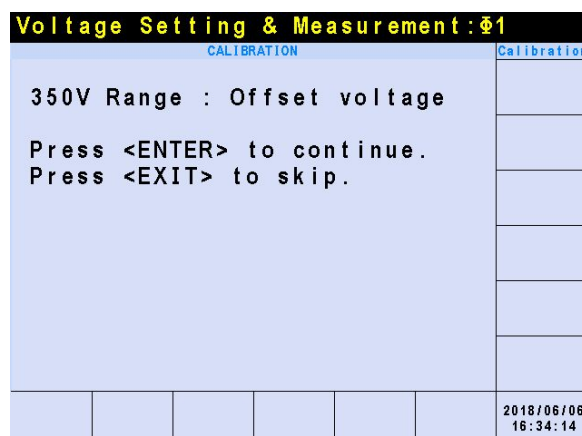 Voltage Setting & Measurement:Φ1
CALIBRATION
Calibration
350V Range : Offset voltage
Press <ENTER> to continue.
Press <EXIT> to skip.
2018/06/06
16:34:14